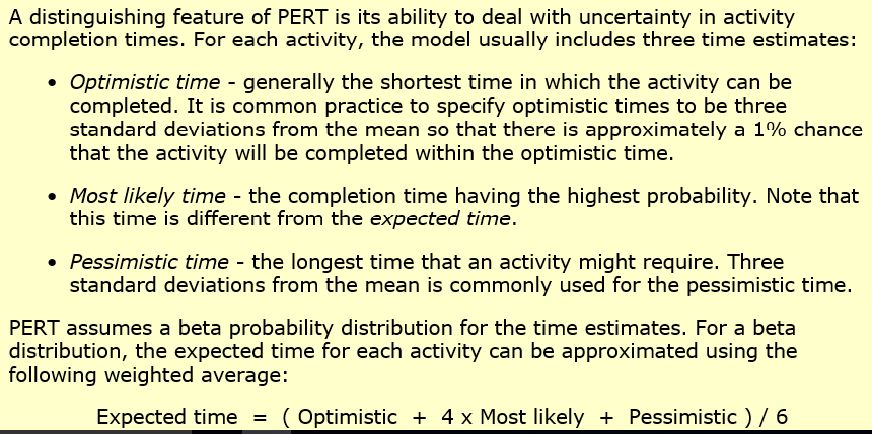 A distinguishing feature of PERT is its ability to deal with uncertainty in activity
completion times. For each activity, the model usually includes three time estimates:
• Optimistic time - generally the shortest time in which the activity can be
completed. It is common practice to specify optimistic times to be three
standard deviations from the mean so that there is approximately a 1% chance
that the activity will be completed within the optimistic time.
• Most likely time - the completion time having the highest probability. Note that
this time is different from the expected time.
• Pessimistic time - the longest time that an activity might require. Three
standard deviations from the mean is commonly used for the pessimistic time.
PERT assumes a beta probability distribution for the time estimates. For a beta
distribution, the expected time for each activity can be approximated using the
following weighted average:
Expected time = ( Optimistic + 4 x Most likely + Pessimistic ) / 6